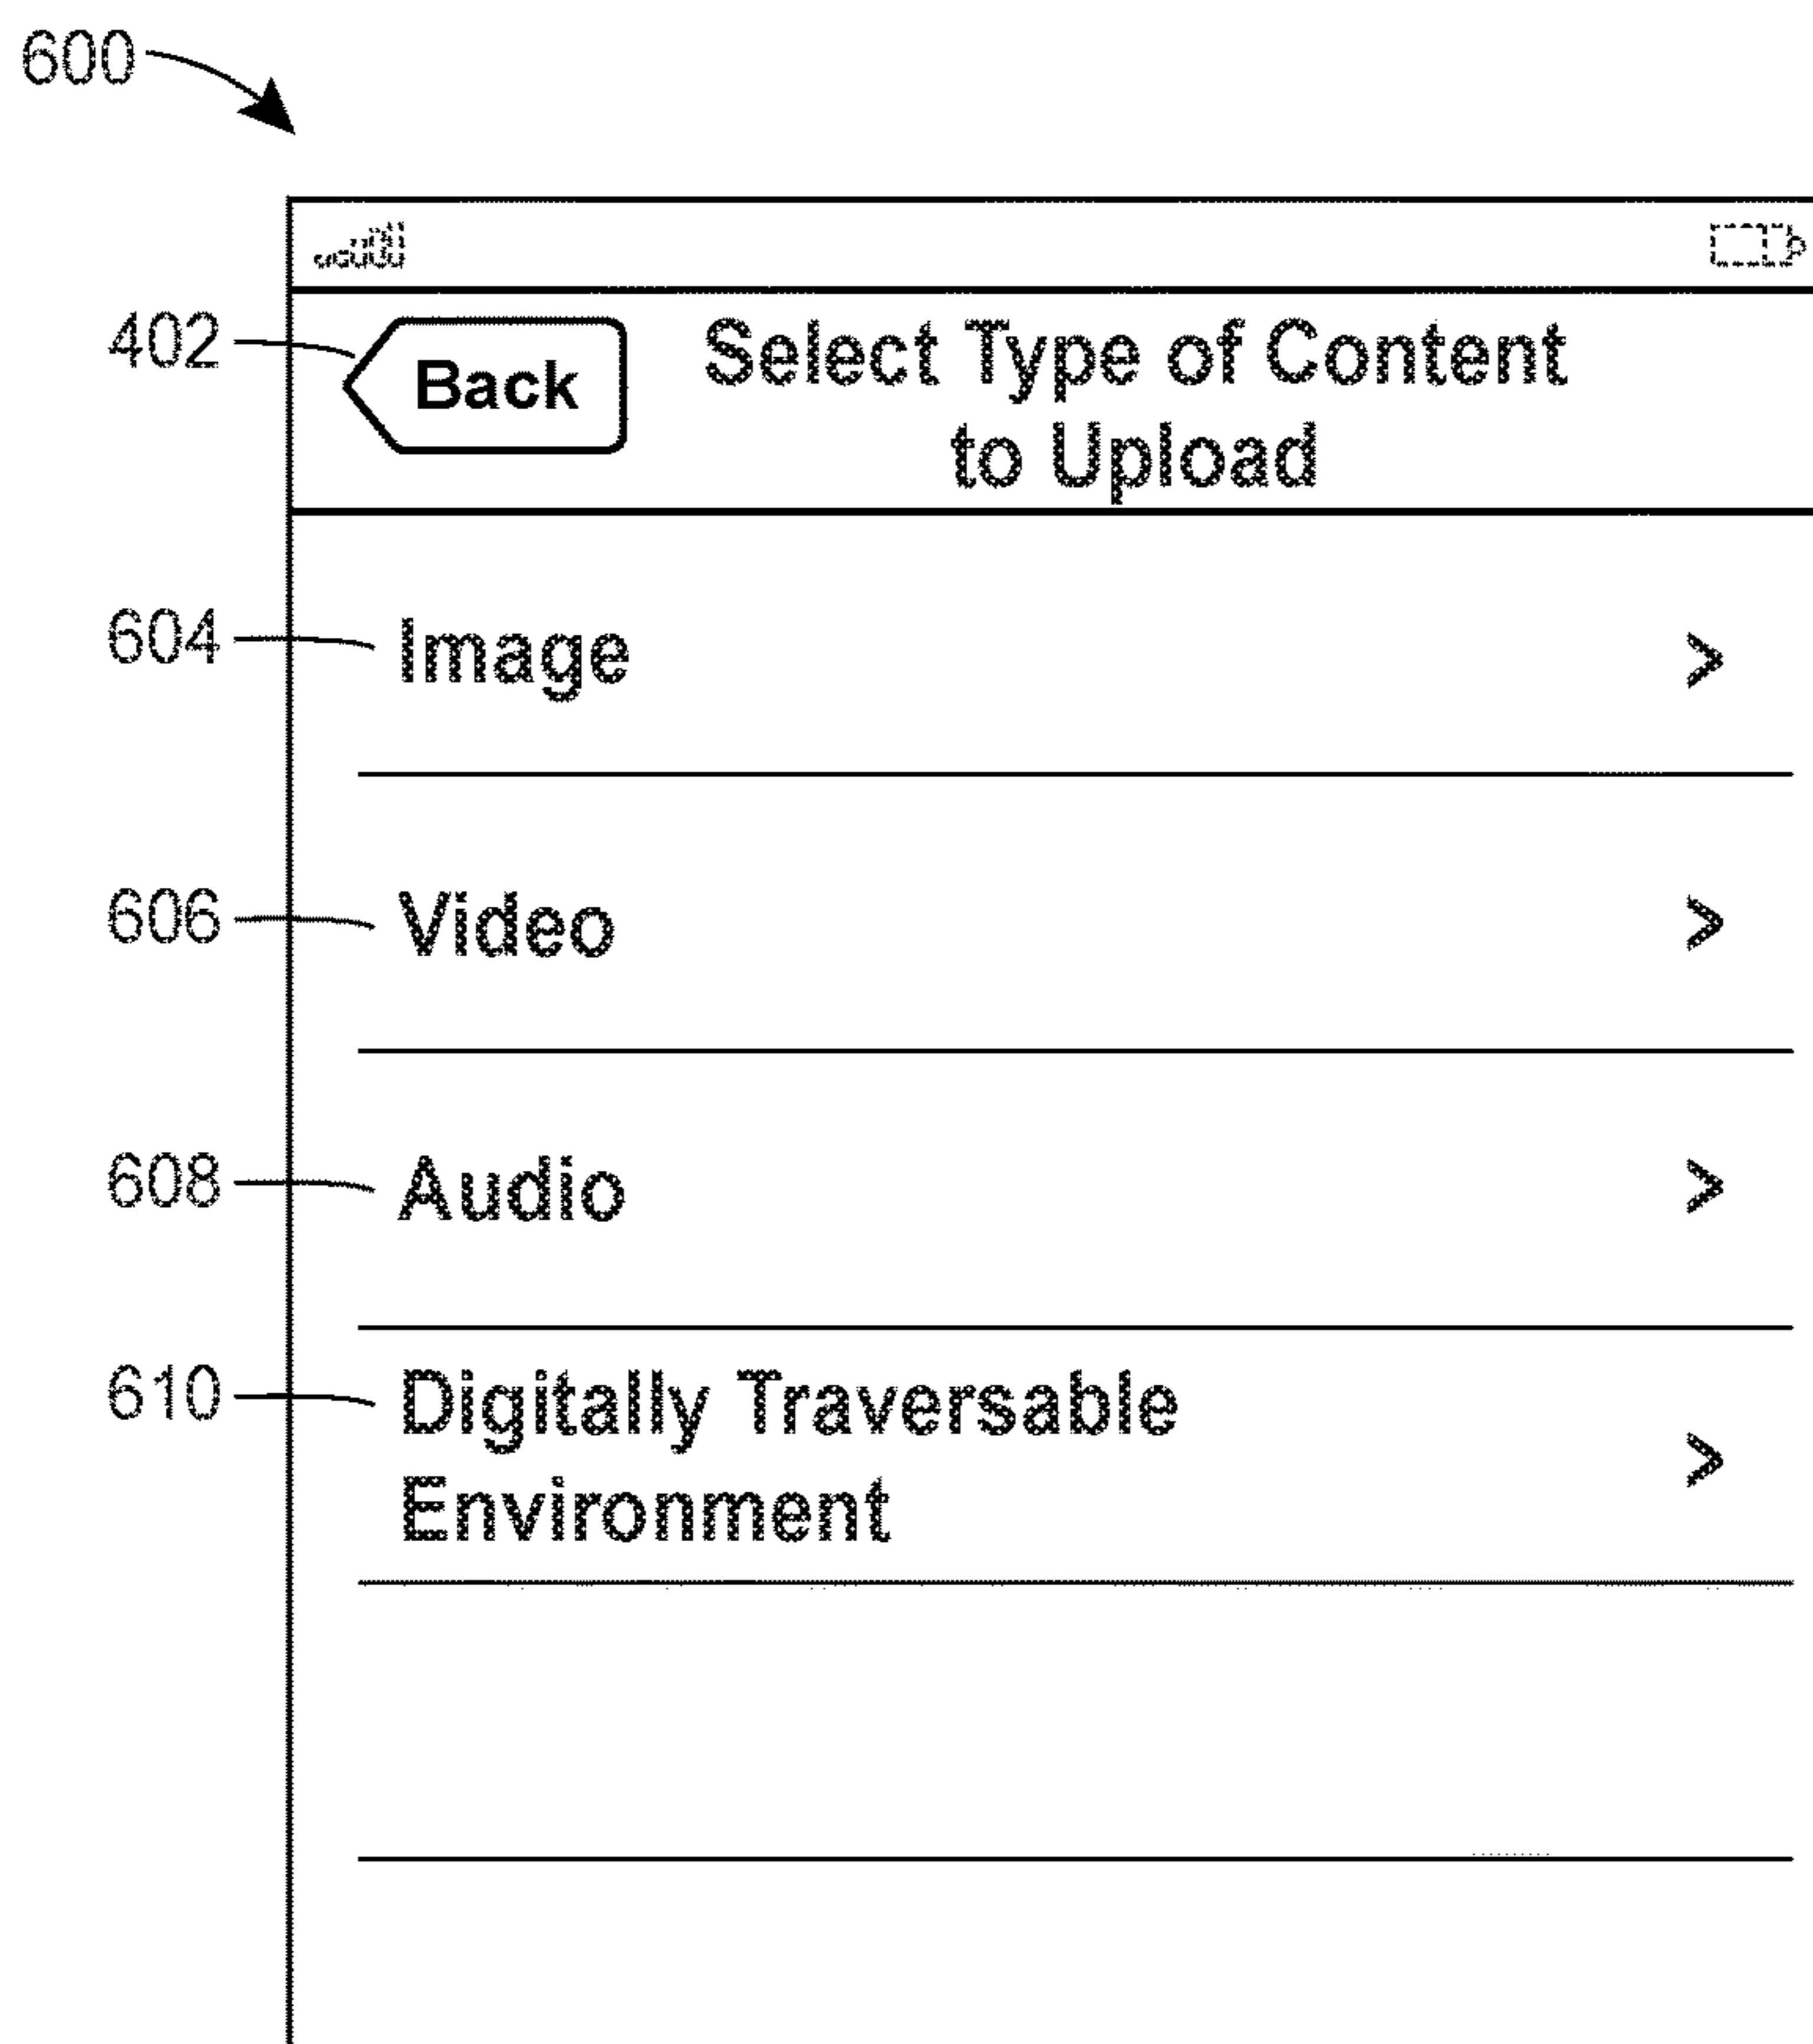 600
402
Back
Select Type of Content
to Upload
604
Image
>
606
Video
>
608
Audio
>
610
Digitally Traversable
Environment
>